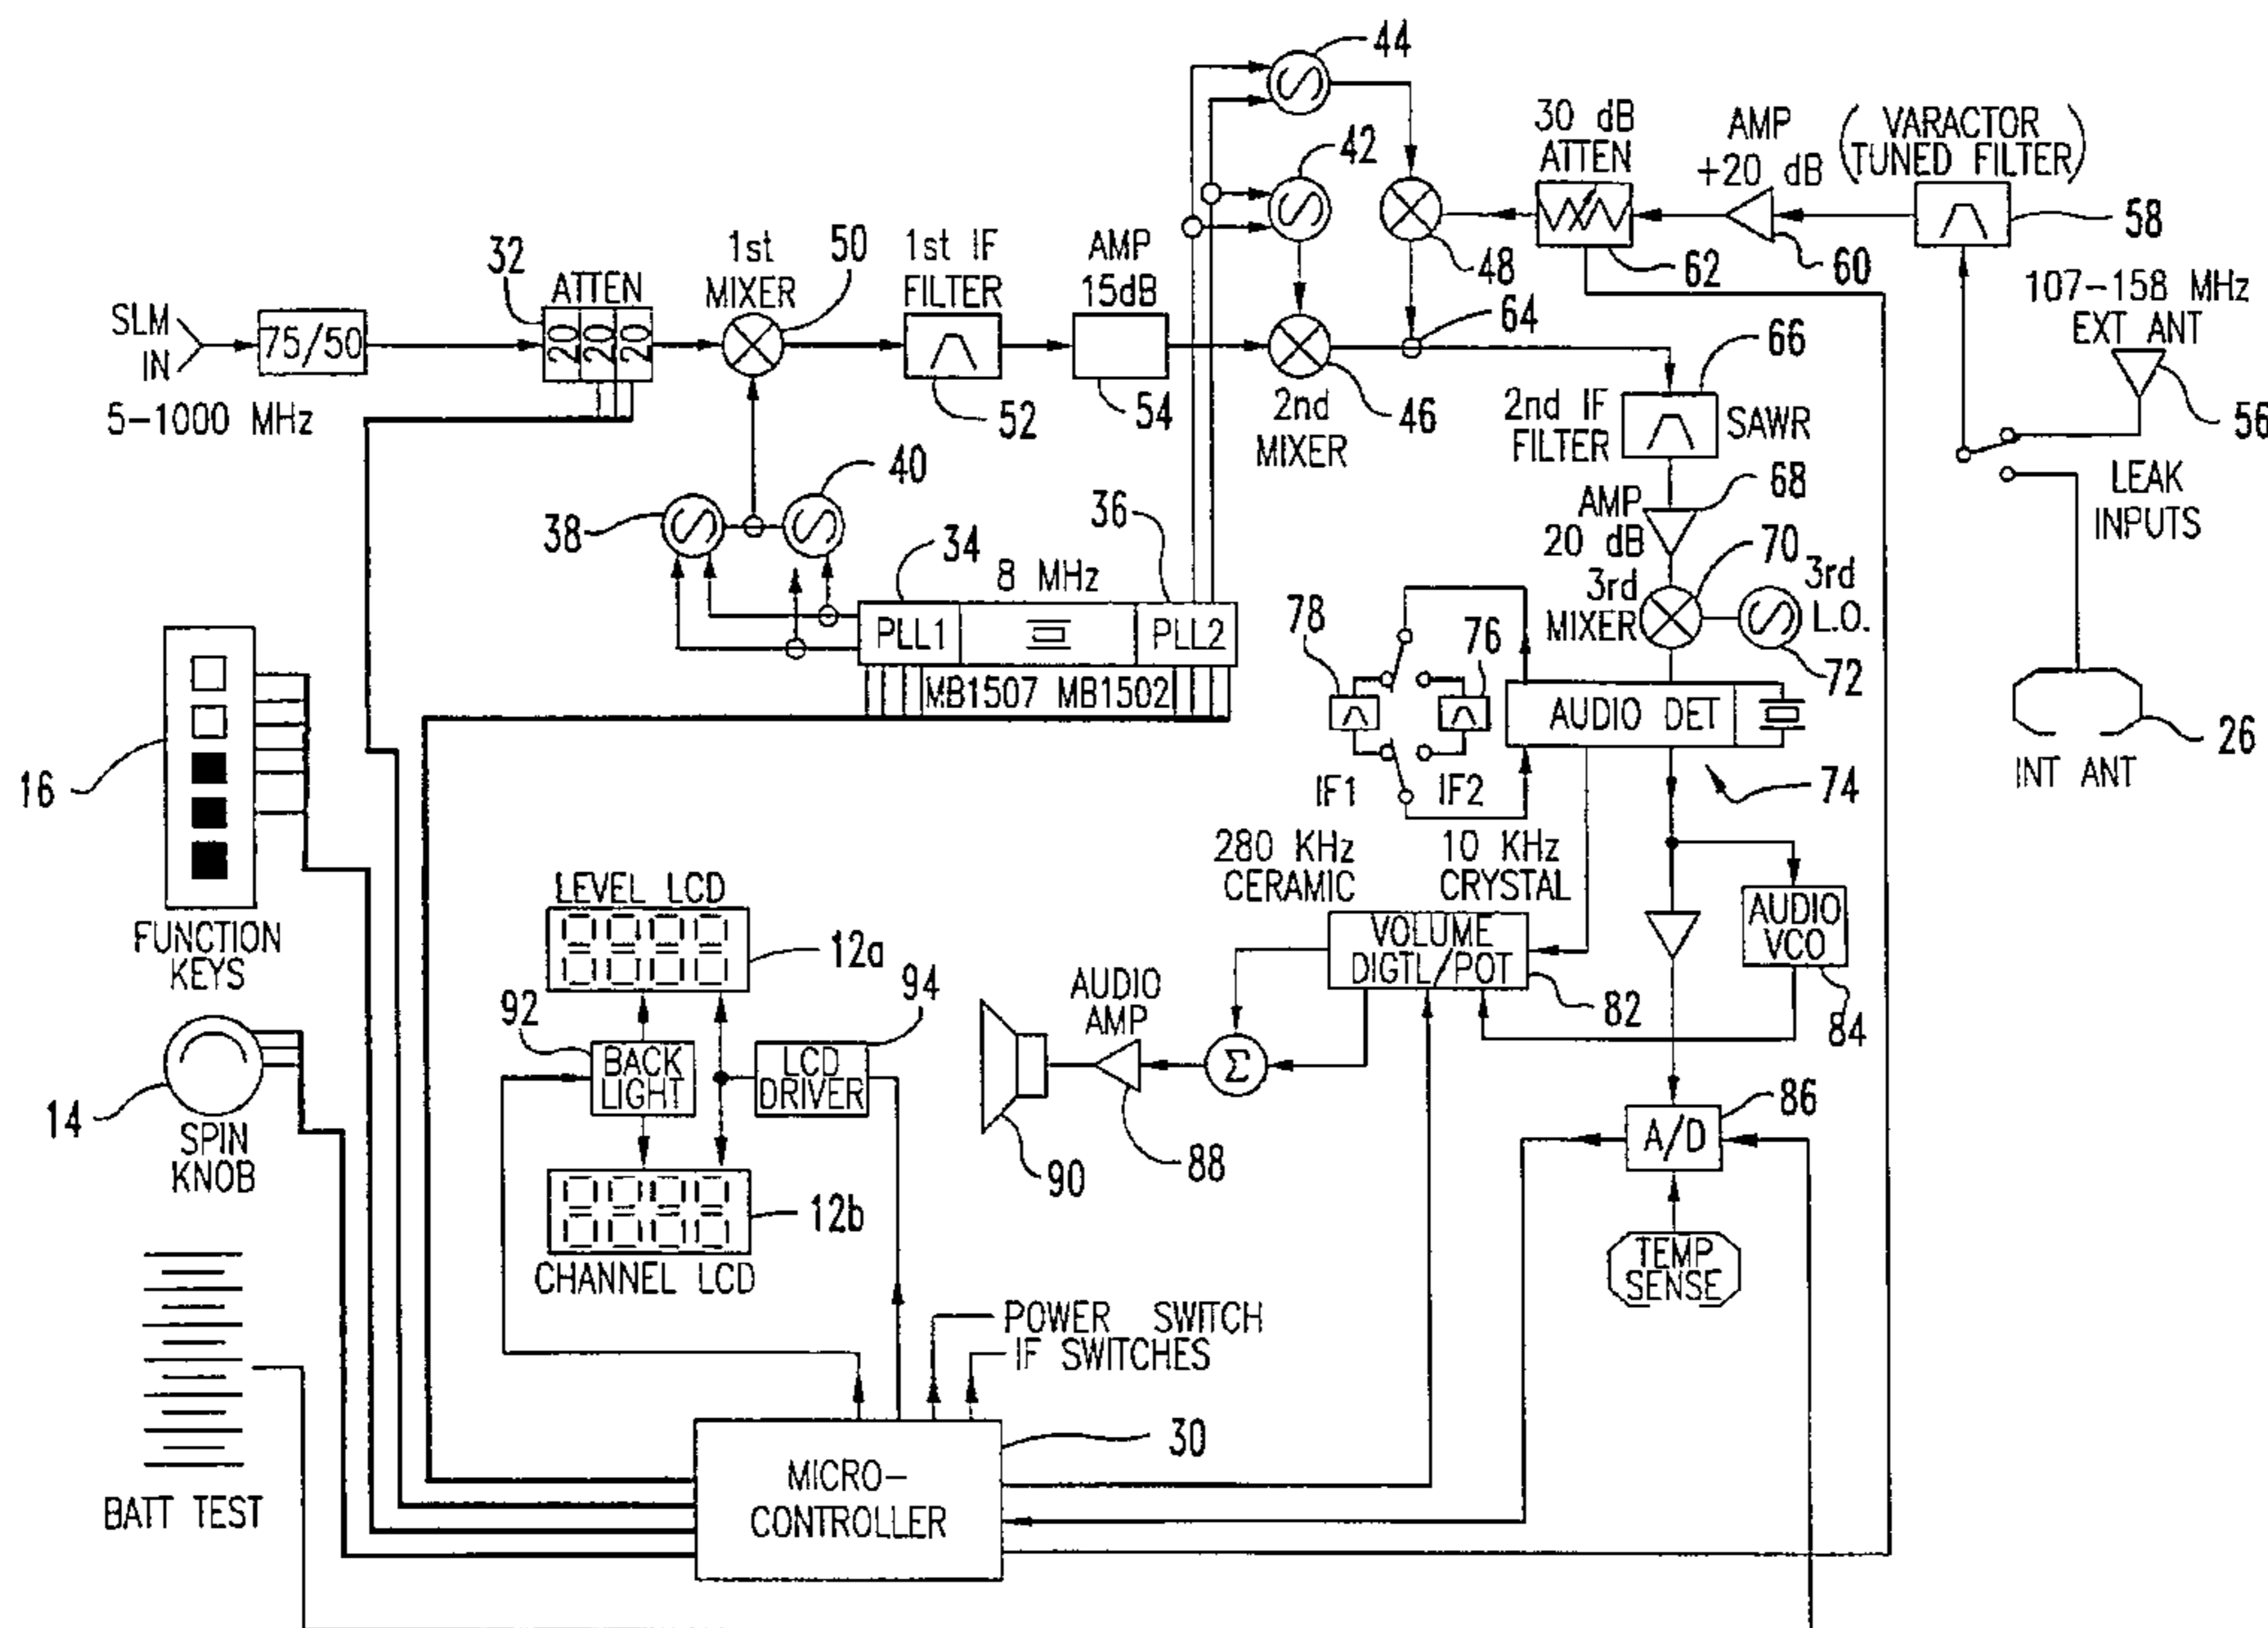 44
30 dB
ATTEN
AMP
+20 dB
(VARACTOR
TUNED FILTER)
42
58
48
62
60
32
ATTEN
20 20 20
1st
MIXER
50
1st IF
FILTER
AMP
15dB
SLM
IN
75/50
5-1000 MHz
52
54
2nd
MIXER
46
64
66
2nd IF
FILTER
SAWR
107-158 MHz
EXT ANT
56
LEAK
INPUTS
38
40
34
8 MHz
36
PLL1
PLL2
MB1507 MB1502
AMP
20 dB
68
70
3rd
MIXER
3rd
L.O.
72
78
76
AUDIO DET
74
IF1
IF2
280 KHz
CERAMIC
10 KHz
CRYSTAL
26
INT ANT
16
FUNCTION
KEYS
LEVEL LCD
12a
VOLUME
DIGTL/POT
82
AUDIO
VCO
84
14
SPIN
KNOB
92
BACK
LIGHT
94
LCD
DRIVER
AUDIO
AMP
Σ
90
88
A/D
86
12b
CHANNEL LCD
TEMP
SENSE
POWER SWITCH
IF SWITCHES
BATT TEST
30
MICRO-
CONTROLLER